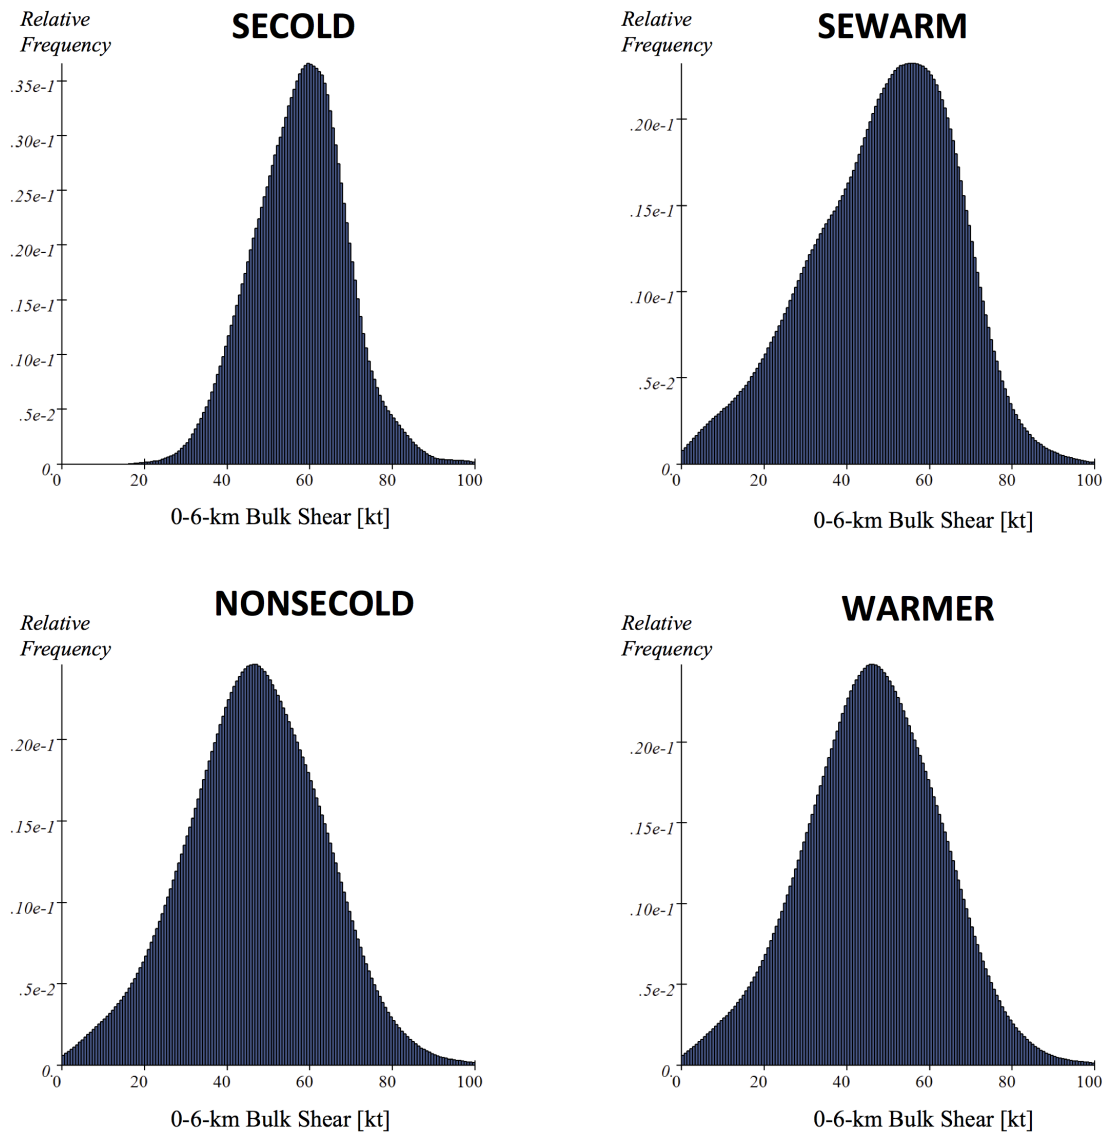 SECOLD
Relative
Frequency
.35e-1
.30e-1
.25e-1
.20e-1
.15e-1
.10e-1
.5e-2
0.
0 20 40 60 80 100
0-6-km Bulk Shear [kt]
SEWARM
Relative
Frequency
.20e-1
.15e-1
.10e-1
.5e-2
0.
0 20 40 60 80 100
0-6-km Bulk Shear [kt]
NONSECOLD
Relative
Frequency
.20e-1
.15e-1
.10e-1
.5e-2
0.
0 20 40 60 80 100
0-6-km Bulk Shear [kt]
WARMER
Relative
Frequency
.20e-1
.15e-1
.10e-1
.5e-2
0.
0 20 40 60 80 100
0-6-km Bulk Shear [kt]